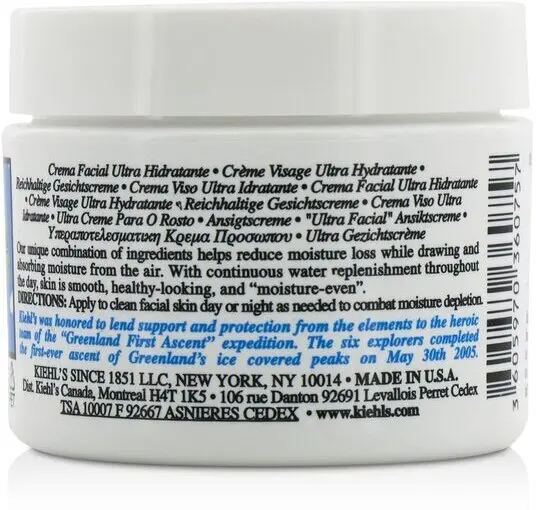 Crema Facial Ultra Hidratante • Crème Visage Ultra Hydratante •
Reichhaltige Gesichtscreme • Crema Viso Ultra Idratante • Crema Facial Ultra Hidratante
• Crème Visage Ultra Hydratante • Reichhaltige Gesichtscreme • Crema Viso Ultra
Idratante • Ultra Creme Para O Rosto • Ansigtscreme • "Ultra Facial" Ansiktscreme •
Υπεραποτελεσματικη Κρεμα Προσωπου • Ultra Gezichtscrème
Our unique combination of ingredients helps reduce moisture loss while drawing and
absorbing moisture from the air. With continuous water replenishment throughout
the day, skin is smooth, healthy-looking, and “moisture-even”.
DIRECTIONS: Apply to clean facial skin day or night as needed to combat moisture depletion.
Kiehl's was honored to lend support and protection from the elements to the heroic
team of the "Greenland First Ascent" expedition. The six explorers completed
the first-ever ascent of Greenland's ice covered peaks on May 30th 2005.
KIEHL'S SINCE 1851 LLC, NEW YORK, NY 10014 • MADE IN U.S.A.
Dist. Kiehl's Canada, Montreal H4T 1K5 • 106 rue Danton 92691 Levallois Perret Cedex
TSA 10007 F 92667 ASNIERES CEDEX • www.kiehls.com
3 605970 360757